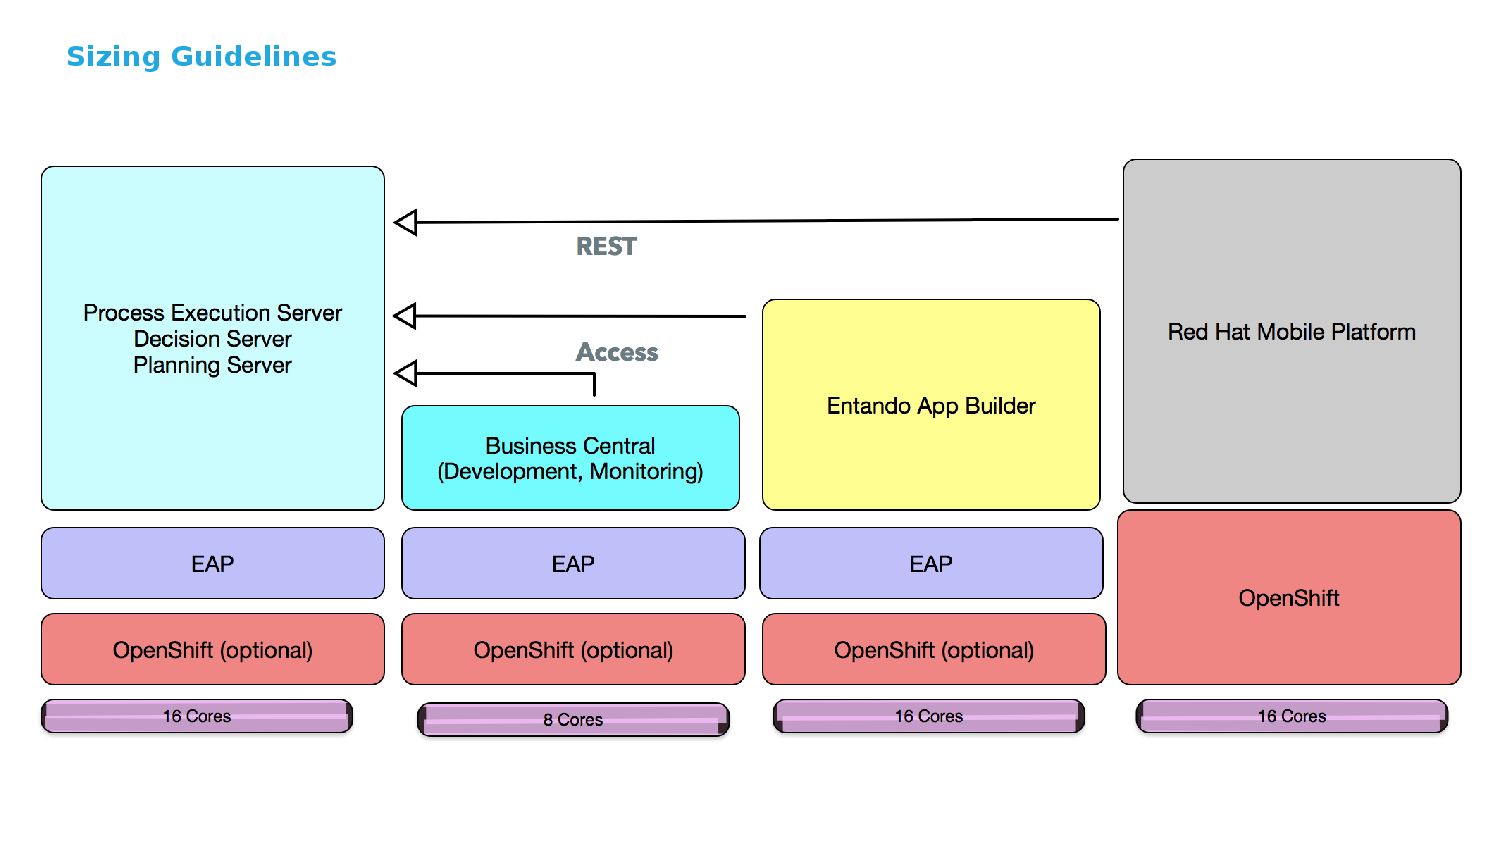 Sizing Guidelines
REST
Process Execution Server
Decision Server
Planning Server
Access
Business Central
(Development, Monitoring)
Entando App Builder
Red Hat Mobile Platform
EAP
EAP
EAP
OpenShift
OpenShift (optional)
OpenShift (optional)
OpenShift (optional)
16 Cores
8 Cores
16 Cores
16 Cores